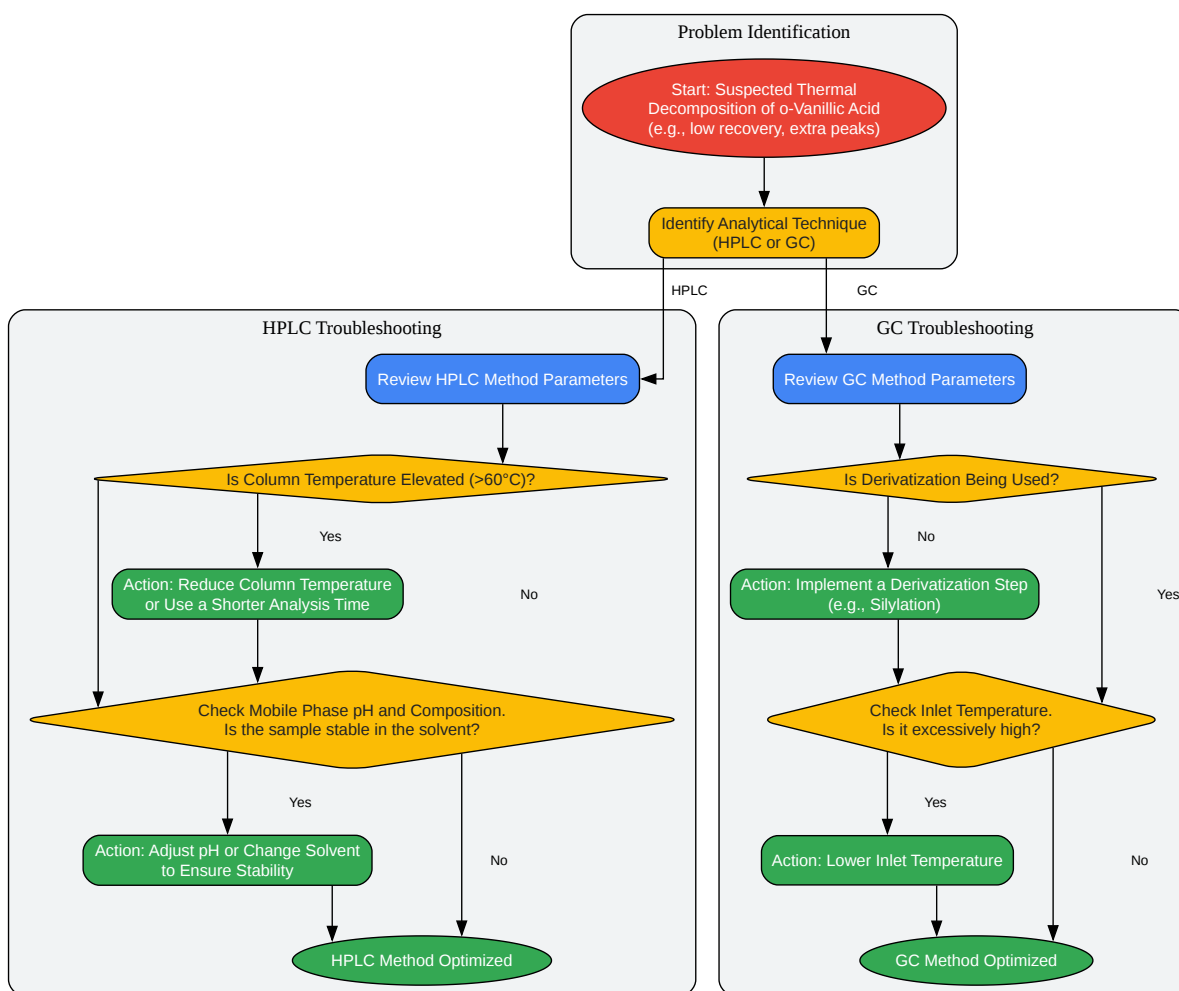 Problem Identification
Start: Suspected Thermal
Decomposition of o-Vanillic Acid
(e.g., low recovery, extra peaks)
Identify Analytical Technique
(HPLC or GC)
HPLC
GC
HPLC Troubleshooting
Review HPLC Method Parameters
Is Column Temperature Elevated (>60°C)?
Yes
No
Action: Reduce Column Temperature
or Use a Shorter Analysis Time
Check Mobile Phase pH and Composition.
Is the sample stable in the solvent?
Yes
No
Action: Adjust pH or Change Solvent
to Ensure Stability
HPLC Method Optimized
GC Troubleshooting
Review GC Method Parameters
Is Derivatization Being Used?
No
Yes
Action: Implement a Derivatization Step
(e.g., Silylation)
Check Inlet Temperature.
Is it excessively high?
Yes
No
Action: Lower Inlet Temperature
GC Method Optimized